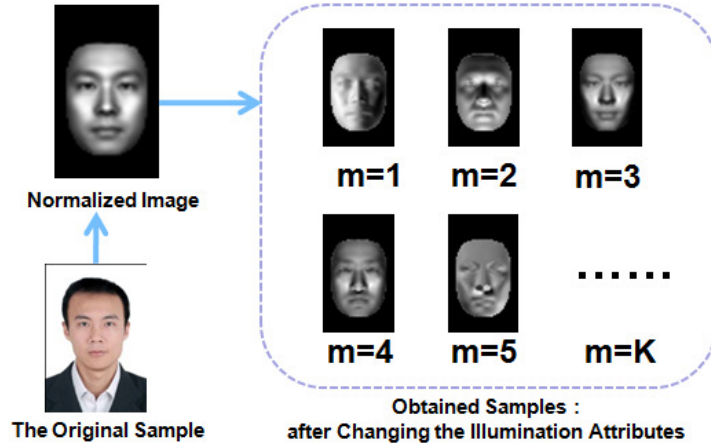 Normalized Image
The Original Sample
m=1 m=2 m=3
m=4 m=5 m=K
......
Obtained Samples :
after Changing the Illumination Attributes